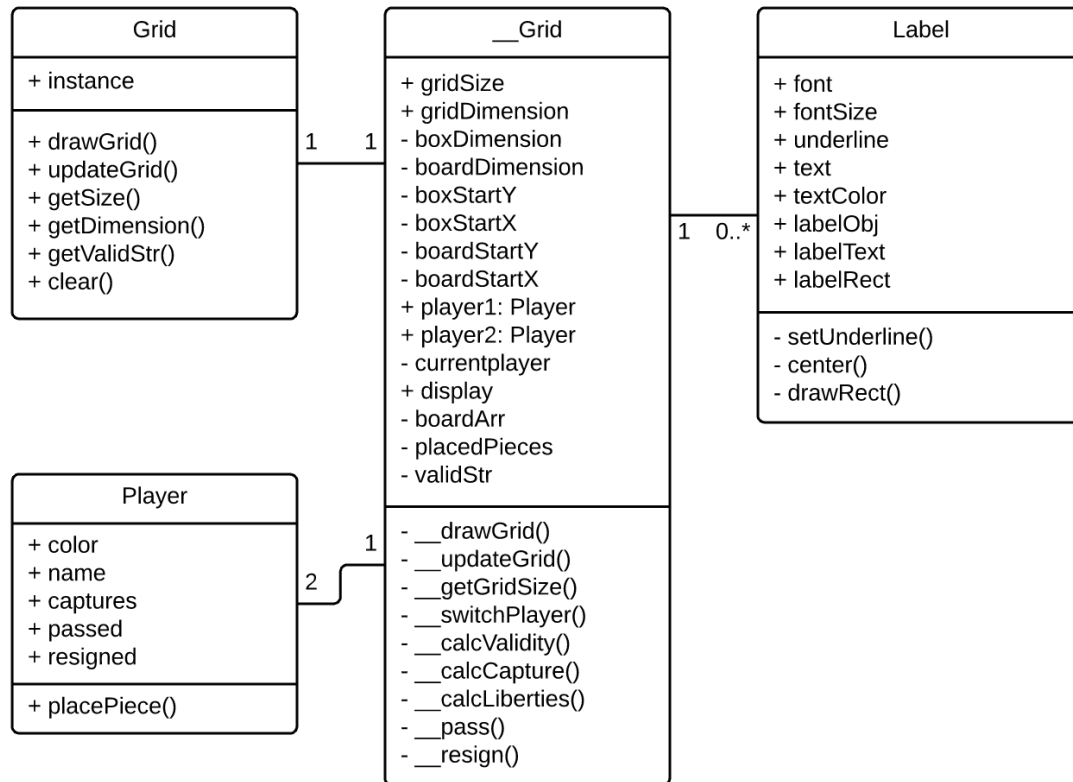 Grid
+ instance
+ drawGrid()
+ updateGrid()
+ getSize()
+ getDimension()
+ getValidStr()
+ clear()
1
1
__Grid
+ gridSize
+ gridDimension
- boxDimension
- boardDimension
- boxStartY
- boxStartX
- boardStartY
- boardStartX
+ player1: Player
+ player2: Player
- currentplayer
+ display
- boardArr
- placedPieces
- validStr
- __drawGrid()
- __updateGrid()
- __getGridSize()
- __switchPlayer()
- __calcValidity()
- __calcCapture()
- __calcLiberties()
- __pass()
- __resign()
1
0..*
Label
+ font
+ fontSize
+ underline
+ text
+ textColor
+ labelObj
+ labelText
+ labelRect
- setUnderline()
- center()
- drawRect()
Player
+ color
+ name
+ captures
+ passed
+ resigned
+ placePiece()
2
1